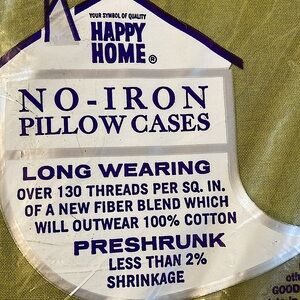 YOUR SYMBOL OF QUALITY
HAPPY
HOME®
NO-IRON
PILLOW CASES
LONG WEARING
OVER 130 THREADS PER SQ. IN.
OF A NEW FIBER BLEND WHICH
WILL OUTWEAR 100% COTTON
PRESHRUNK
LESS THAN 2%
SHRINKAGE
GOOD